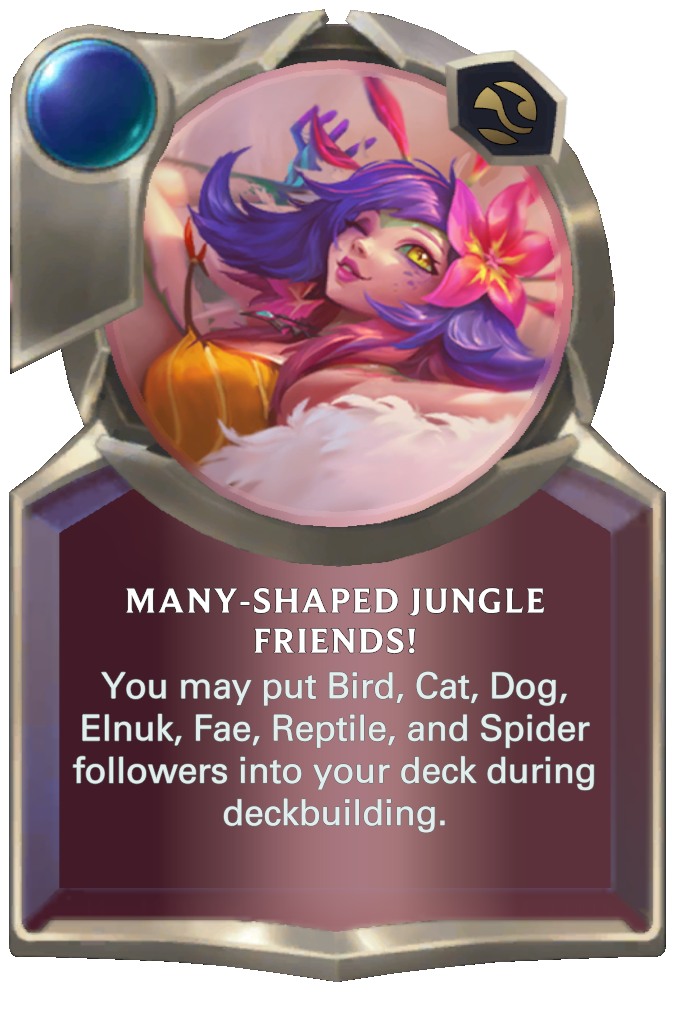 MANY-SHAPED JUNGLE
FRIENDS!
You may put Bird, Cat, Dog,
Elnuk, Fae, Reptile, and Spider
followers into your deck during
deckbuilding.